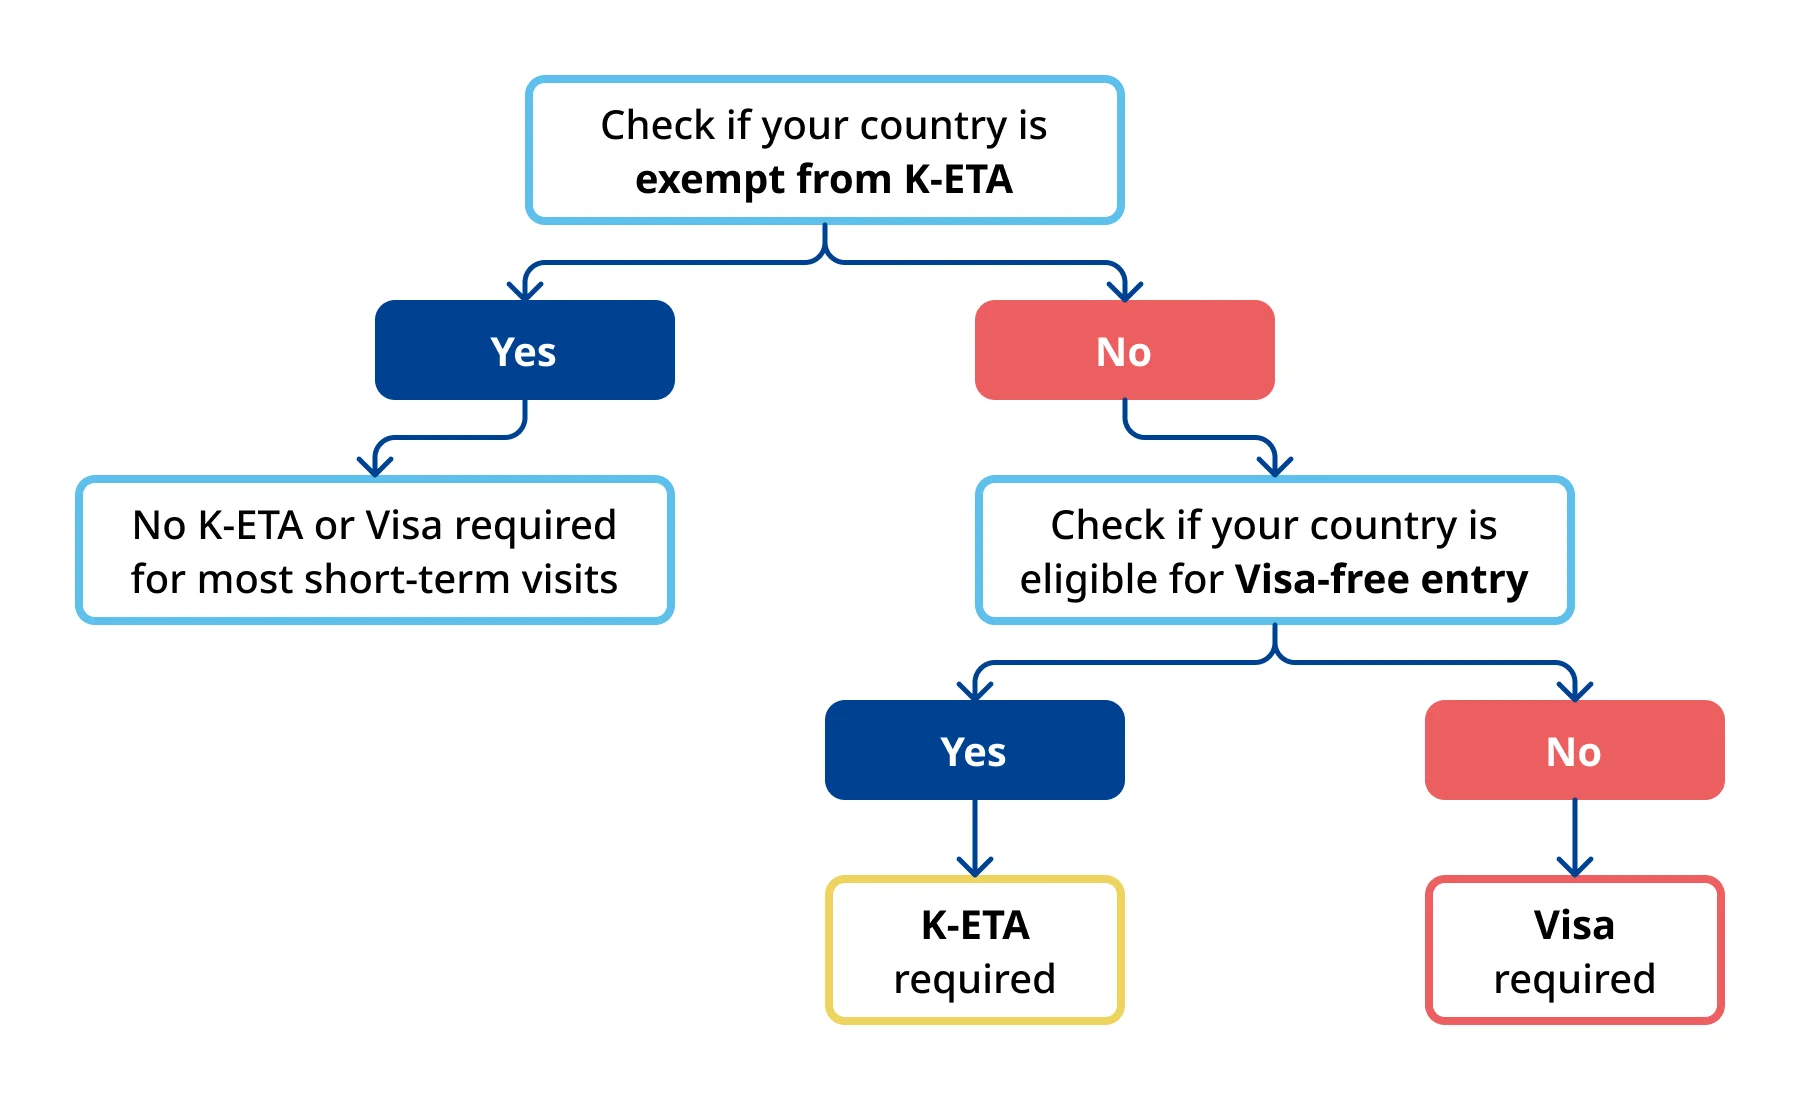 Check if your country is
exempt from K-ETA
Yes
No
No K-ETA or Visa required
for most short-term visits
Check if your country is
eligible for Visa-free entry
Yes
No
K-ETA
required
Visa
required